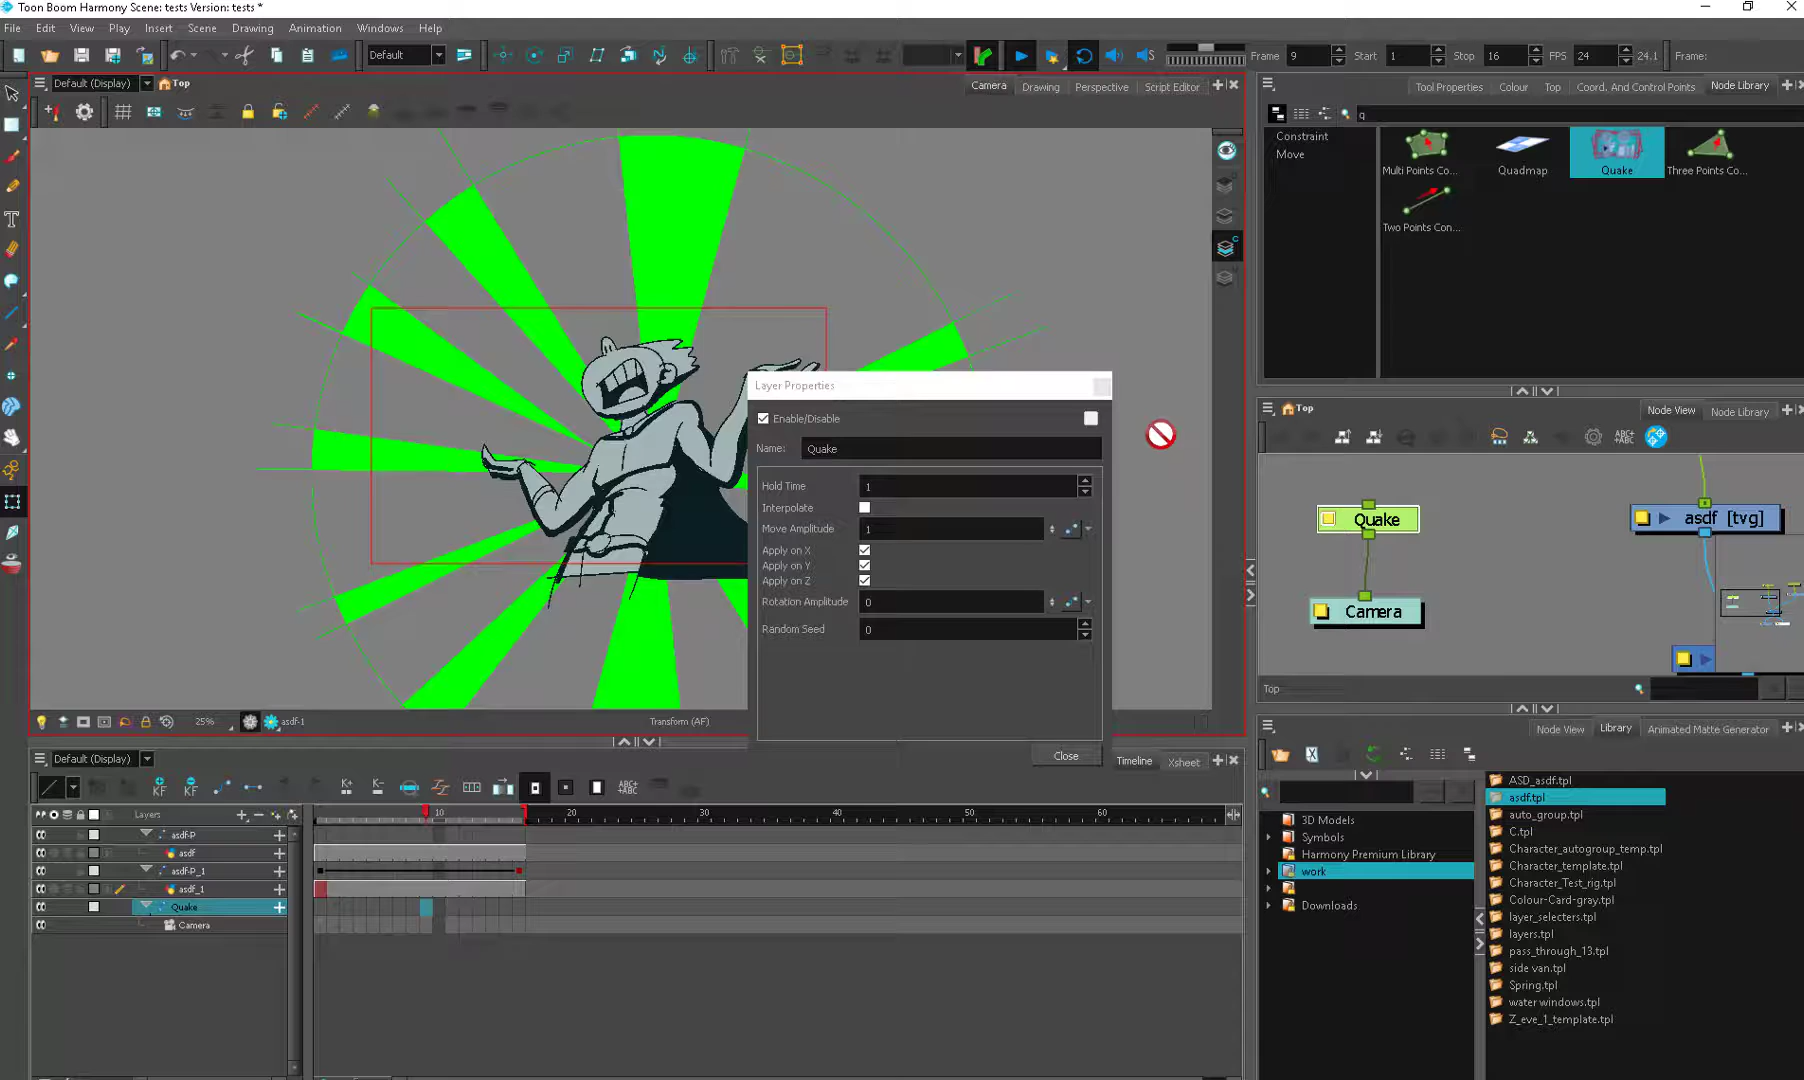 Toon Boom Harmony Scene: tests Version: tests *
File Edit View Play Insert Scene Drawing Animation Windows Help
Default
Frame 9 Start 1 Stop 16 FPS 24 24.1 Frame:
Default (Display) Top
Camera Drawing Perspective Script Editor
Tool Properties Colour Top Coord. And Control Points Node Library
q
Constraint
Move
Multi Points Co... Quadmap Quake Three Points Co...
Two Points Con...
Layer Properties
Enable/Disable
Name: Quake
Hold Time 1
Interpolate
Move Amplitude 1
Apply on X
Apply on Y
Apply on Z
Rotation Amplitude 0
Random Seed 0
Close
Top
Node View Node Library
ABC+
Quake
asdf [tvg]
Camera
Top
25% asdf-1 Transform (AF)
Node View Library Animated Matte Generator
Default (Display)
Timeline Xsheet
KF KF K+ K- ABC+
Layers
10 20 30 40 50 60
asdf-P
asdf
asdf-P_1
asdf_1
Quake
Camera
3D Models
Symbols
Harmony Premium Library
work
Downloads
ASD_asdf.tpl
asdf.tpl
auto_group.tpl
C.tpl
Character_autogroup_temp.tpl
Character_template.tpl
Character_Test_rig.tpl
Colour-Card-gray.tpl
layer_selecters.tpl
layers.tpl
pass_through_13.tpl
side van.tpl
Spring.tpl
water windows.tpl
Z_eve_1_template.tpl